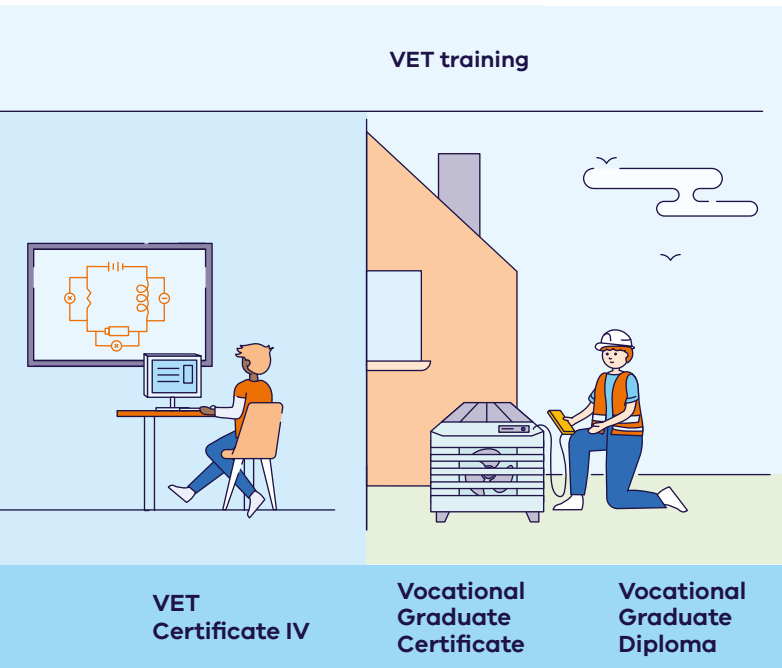 VET training
VET
Certificate IV
Vocational
Graduate
Certificate
Vocational
Graduate
Diploma